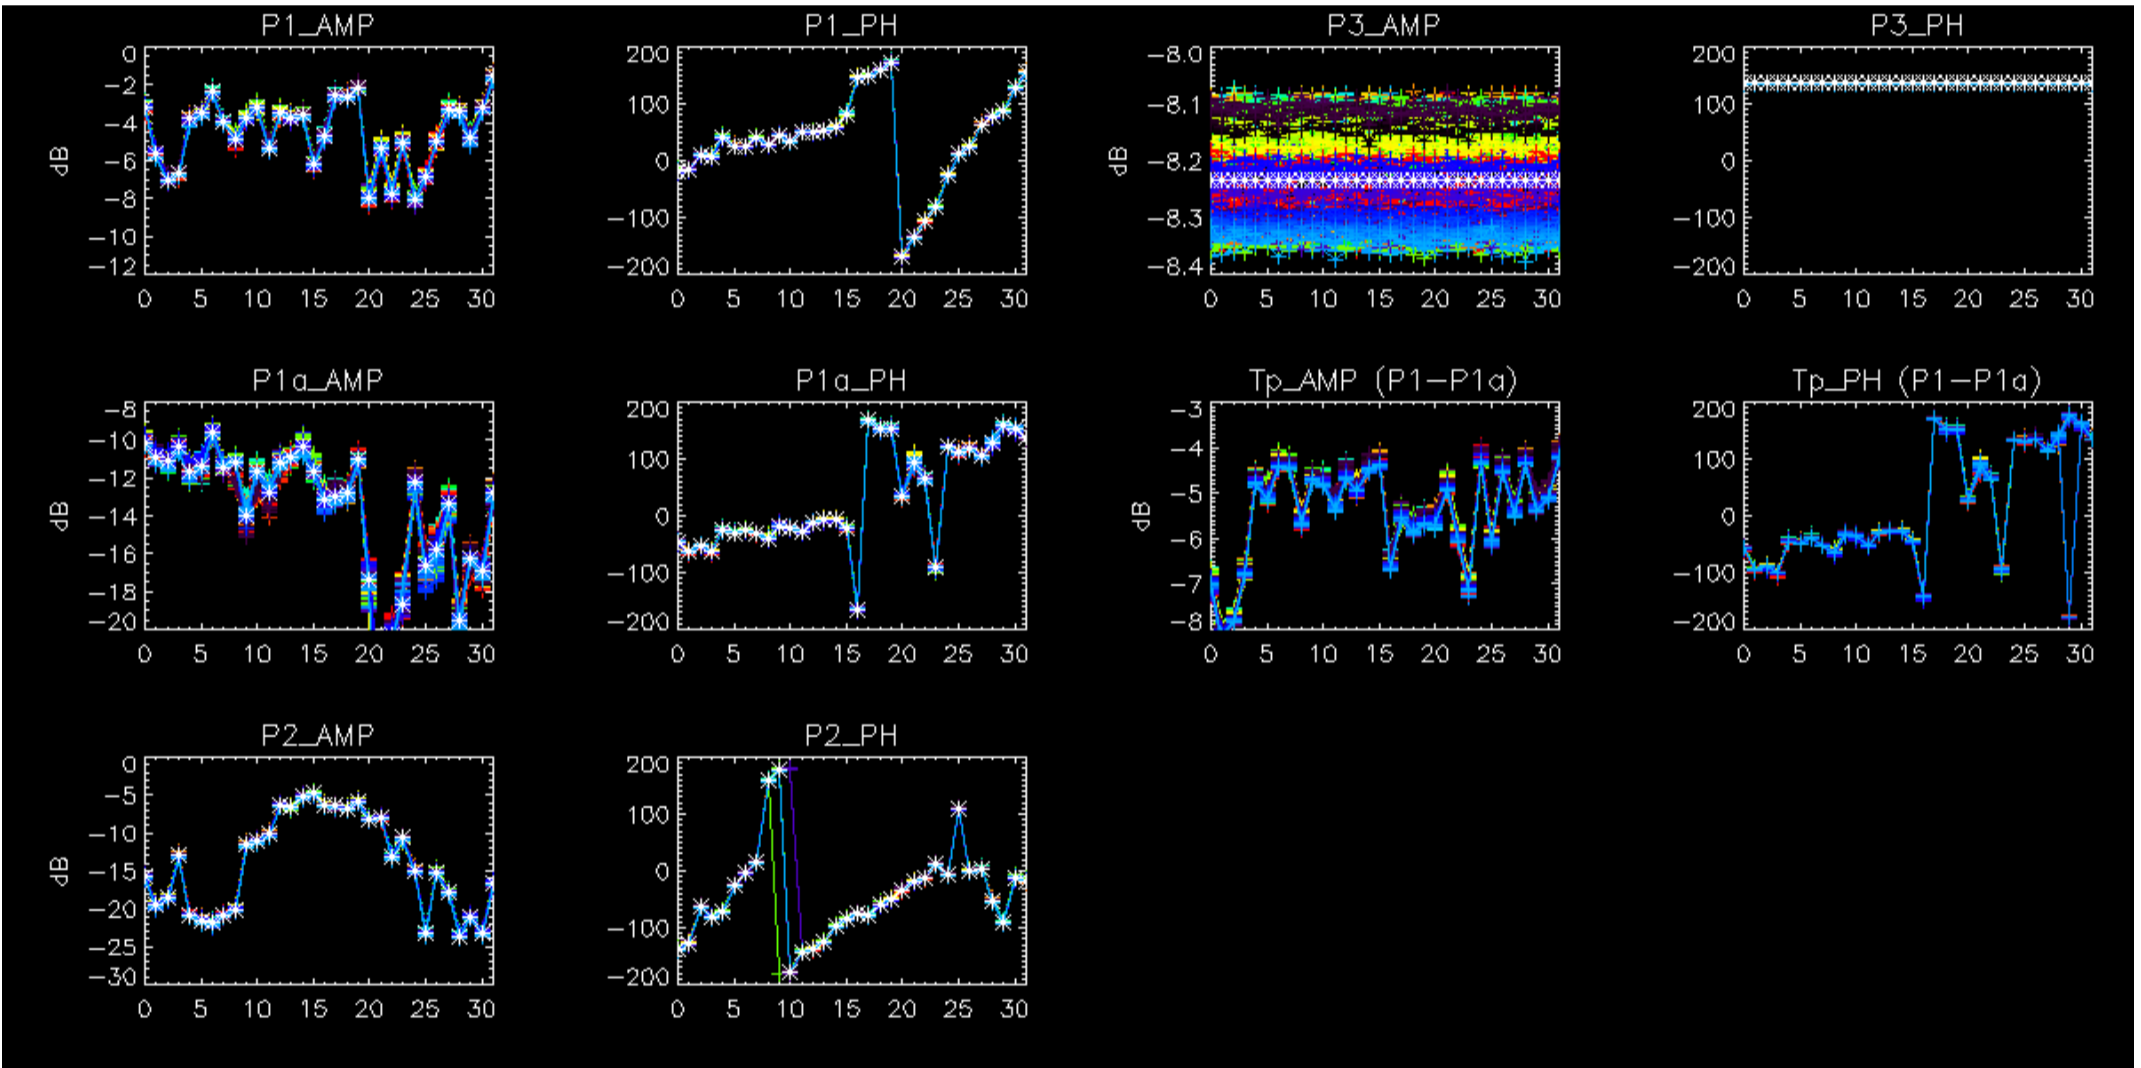 P1_AMP
0
−2
−4
−6
−8
−10
−12
dB
0 5 10 15 20 25 30
P1_PH
200
100
0
−100
−200
0 5 10 15 20 25 30
P3_AMP
−8.0
−8.1
−8.2
−8.3
−8.4
dB
0 5 10 15 20 25 30
P3_PH
200
100
0
−100
−200
0 5 10 15 20 25 30
P1a_AMP
−8
−10
−12
−14
−16
−18
−20
dB
0 5 10 15 20 25 30
P1a_PH
200
100
0
−100
−200
0 5 10 15 20 25 30
Tp_AMP (P1−P1a)
−3
−4
−5
−6
−7
−8
dB
0 5 10 15 20 25 30
Tp_PH (P1−P1a)
200
100
0
−100
−200
0 5 10 15 20 25 30
P2_AMP
0
−5
−10
−15
−20
−25
−30
dB
0 5 10 15 20 25 30
P2_PH
200
100
0
−100
−200
0 5 10 15 20 25 30